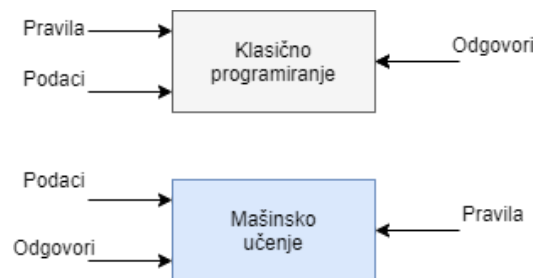 Pravila
Podaci
Klasično
programiranje
Odgovori
Podaci
Odgovori
Mašinsko
učenje
Pravila